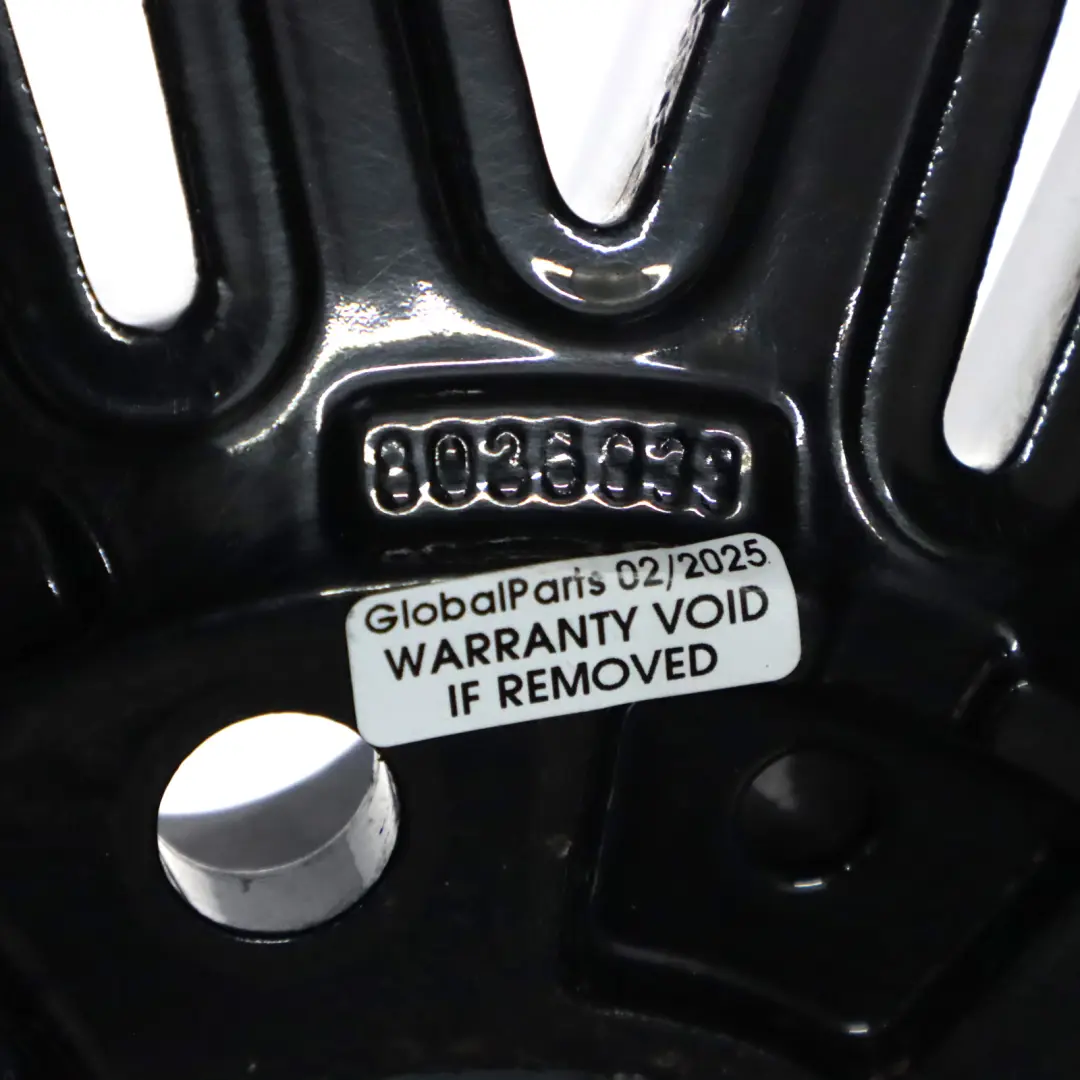 GlobalParts 02/2025
WARRANTY VOID
IF REMOVED